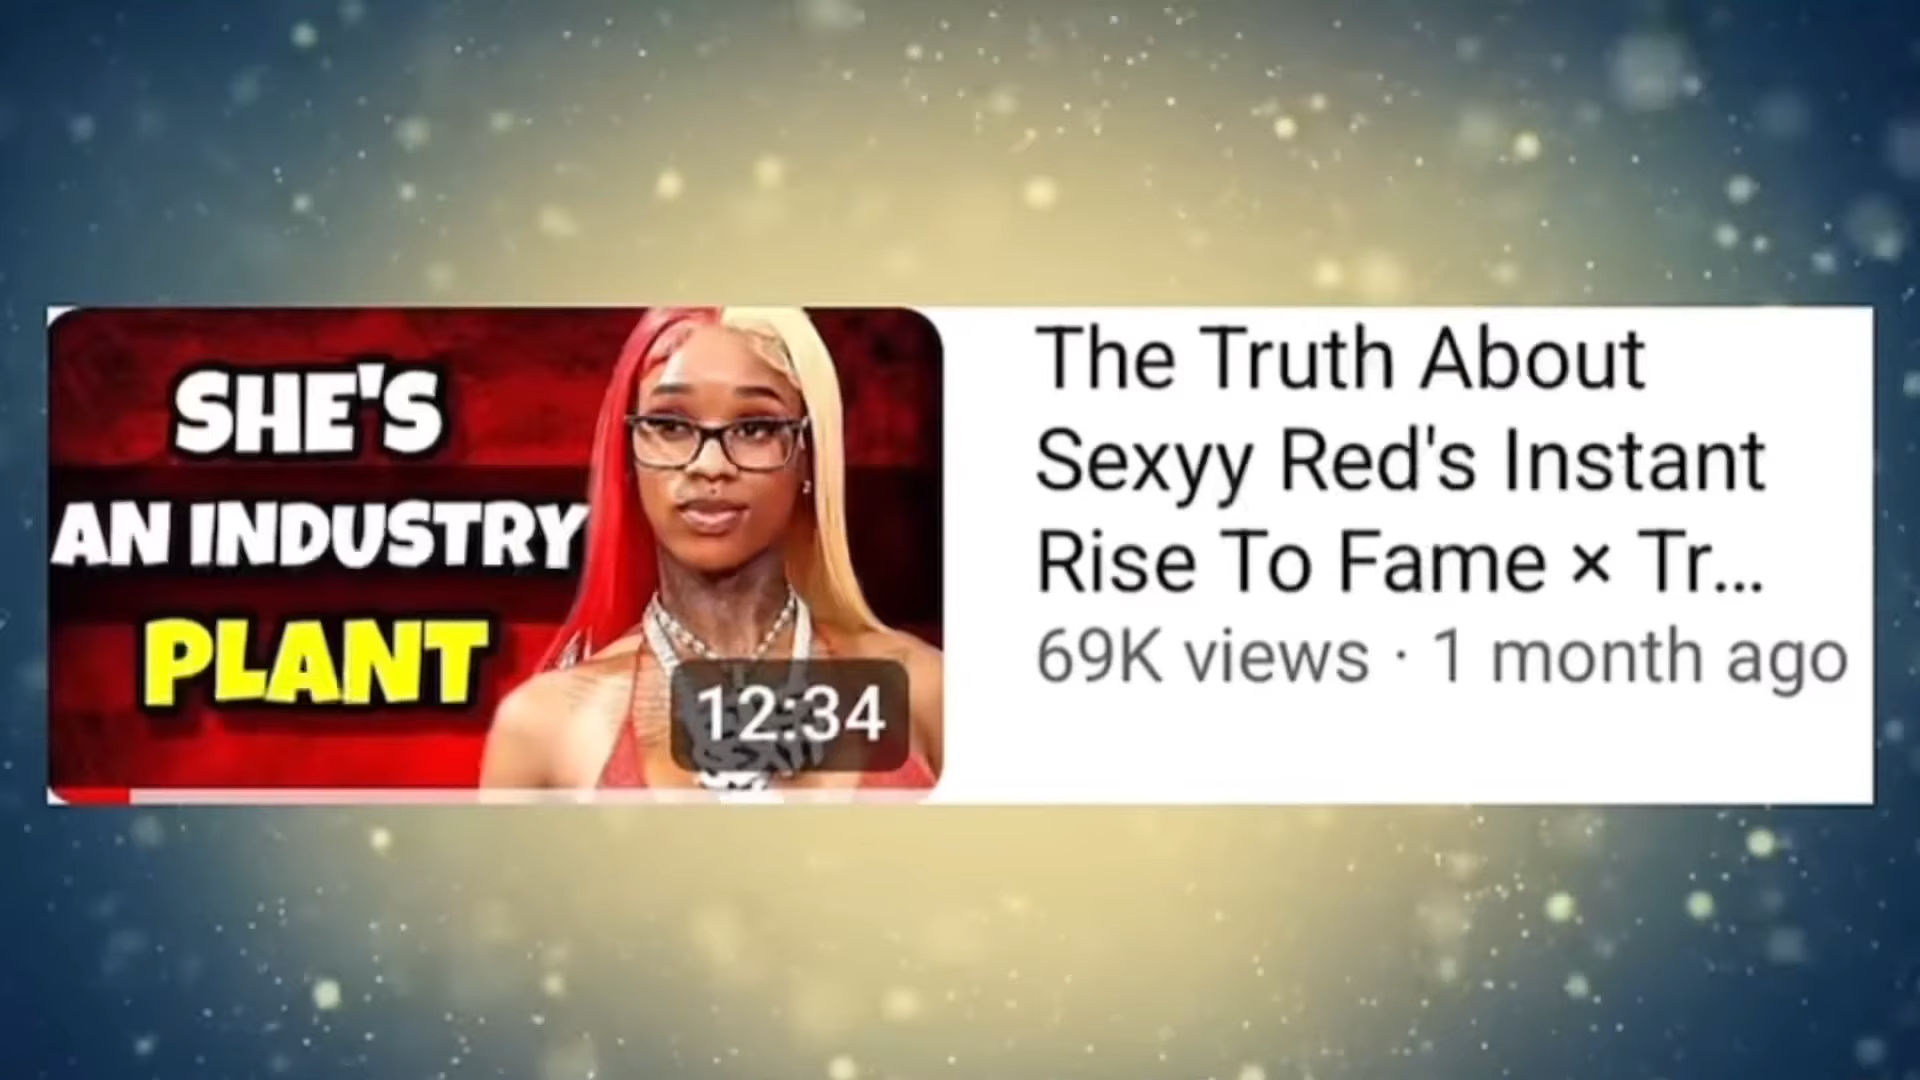 SHE'S
AN INDUSTRY
PLANT
12:34
The Truth About
Sexyy Red's Instant
Rise To Fame × Tr...
69K views · 1 month ago